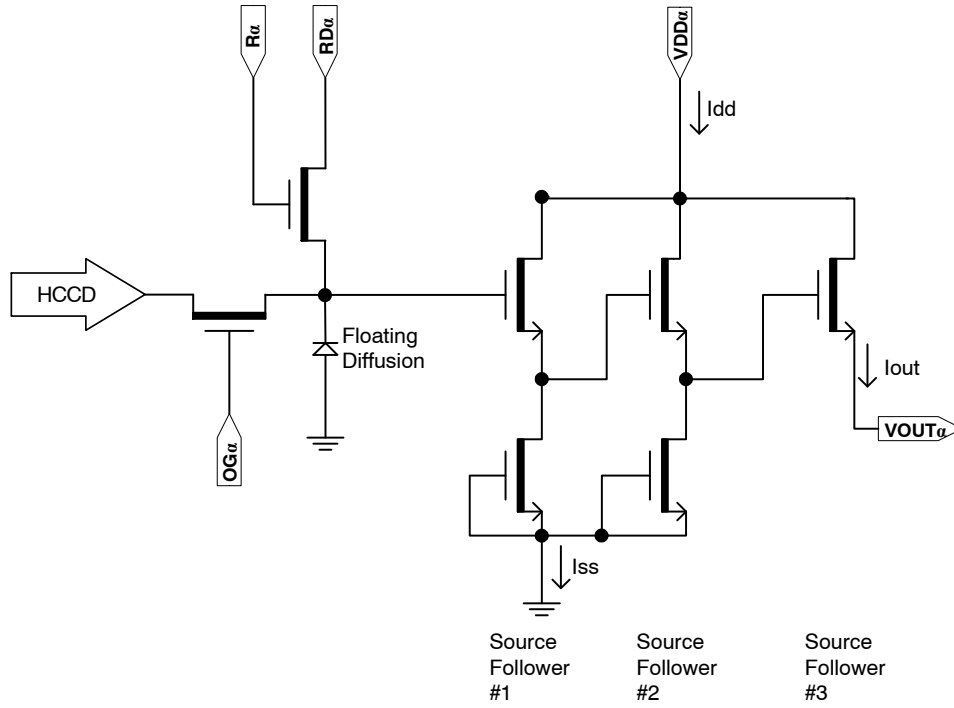 Rα
RDα
VDDα
Idd
HCCD
Floating
Diffusion
Iout
VOUTα
OGα
Iss
Source
Follower
#1
Source
Follower
#2
Source
Follower
#3